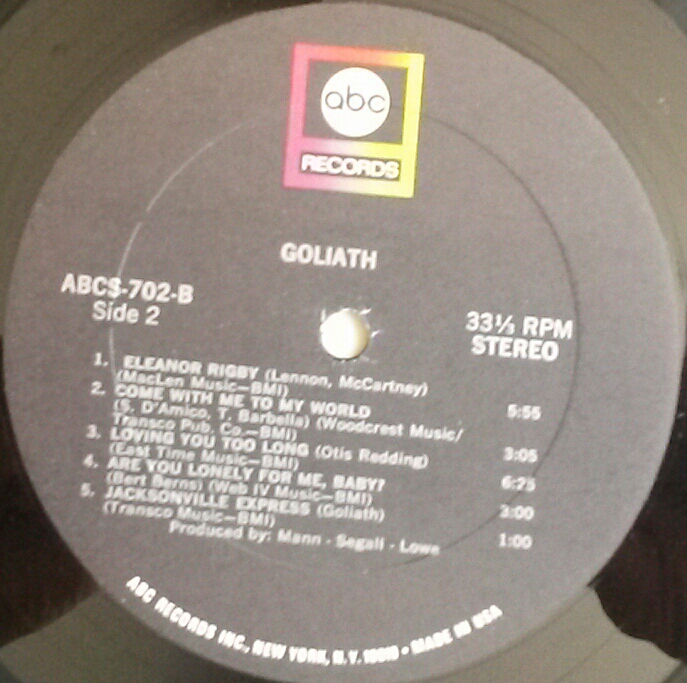 abc
RECORDS
GOLIATH
ABCS-702-B
Side 2
33⅓ RPM
STEREO
1. ELEANOR RIGBY (Lennon, McCartney)
(MacLen Music—BMI) 5:55
2. COME WITH ME TO MY WORLD
(S. D'Amico, T. Barbella) (Woodcrest Music/
Transco Pub. Co.—BMI) 3:05
3. LOVING YOU TOO LONG (Otis Redding)
(East Time Music—BMI) 6:25
4. ARE YOU LONELY FOR ME, BABY?
(Bert Berns) (Web IV Music—BMI) 3:00
5. JACKSONVILLE EXPRESS (Goliath)
(Transco Music—BMI) 1:00
Produced by: Mann - Segall - Lowe
ABC RECORDS INC., NEW YORK, N.Y. 10019 • MADE IN USA